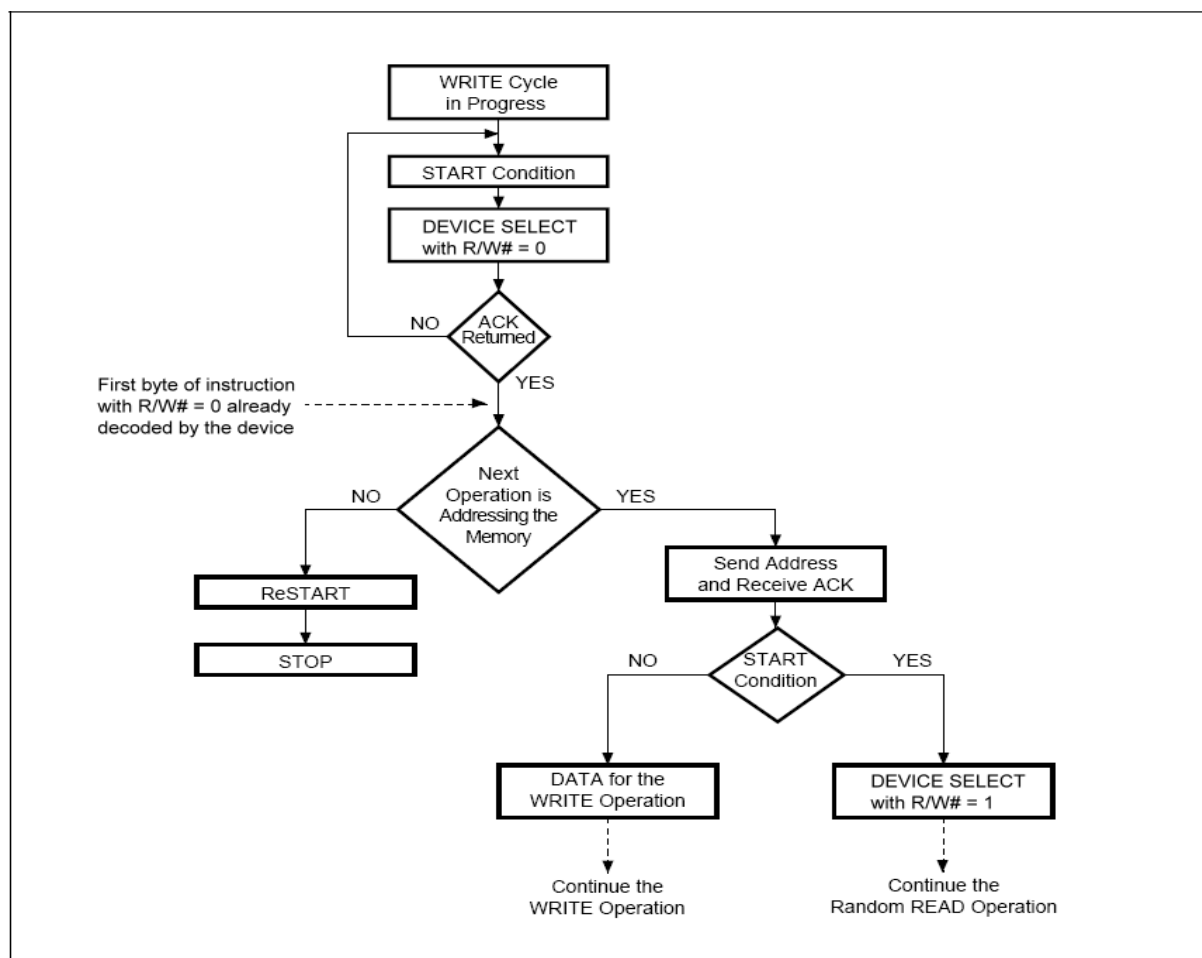 WRITE Cycle
in Progress
START Condition
DEVICE SELECT
with R/W# = 0
ACK
Returned
NO
YES
First byte of instruction
with R/W# = 0 already
decoded by the device
Next
Operation is
Addressing the
Memory
NO
YES
ReSTART
STOP
Send Address
and Receive ACK
START
Condition
NO
YES
DATA for the
WRITE Operation
DEVICE SELECT
with R/W# = 1
Continue the
WRITE Operation
Continue the
Random READ Operation